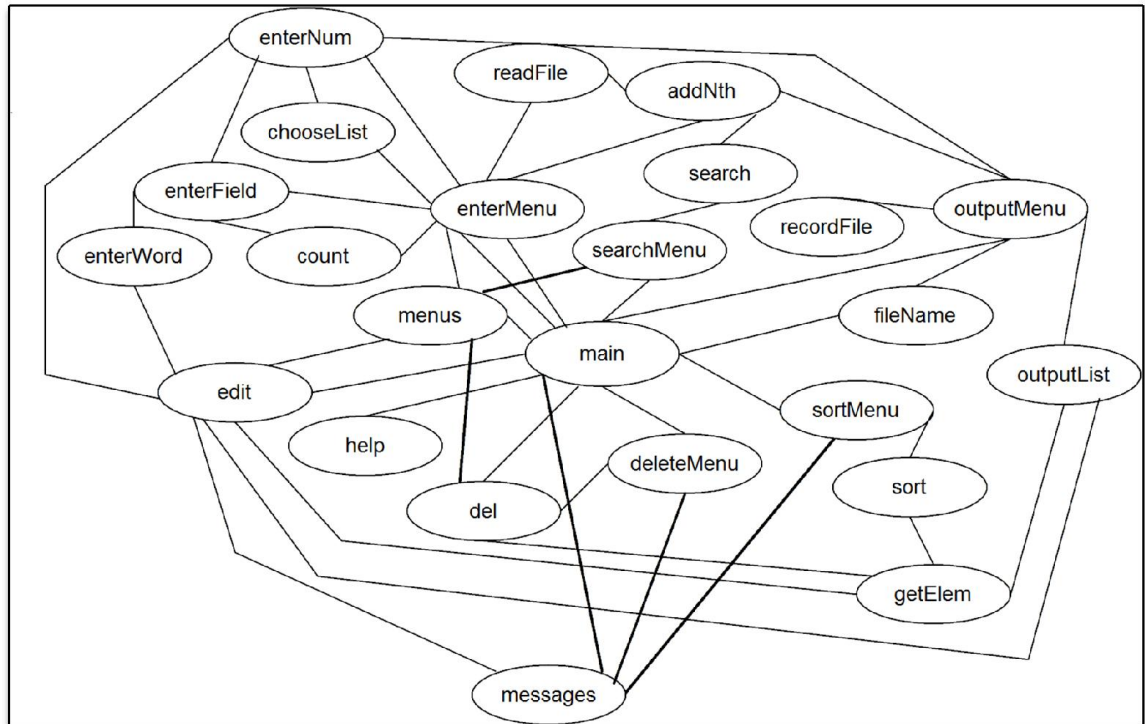 enterNum
readFile
addNth
chooseList
search
enterField
enterMenu
outputMenu
recordFile
enterWord
count
searchMenu
menus
fileName
main
outputList
edit
sortMenu
help
deleteMenu
sort
del
getElem
messages